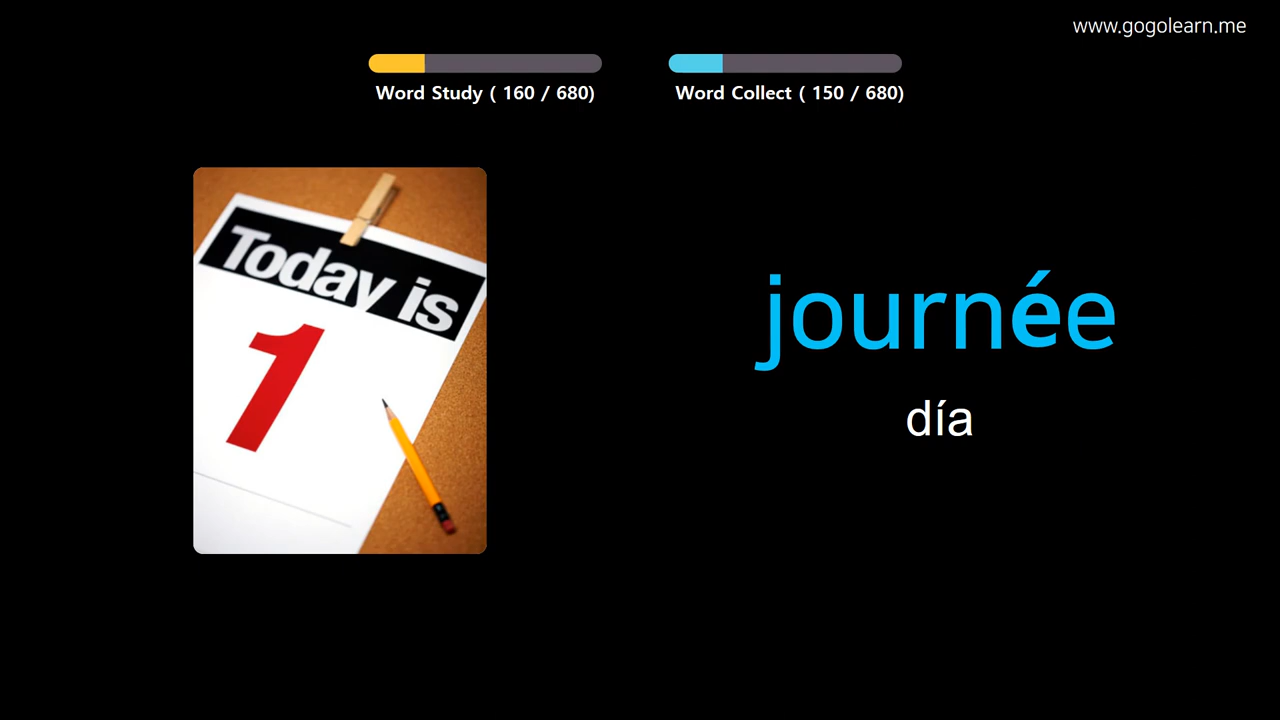 www.gogolearn.me
Word Study ( 160 / 680)
Word Collect ( 150 / 680)
Today is
1
journée
día